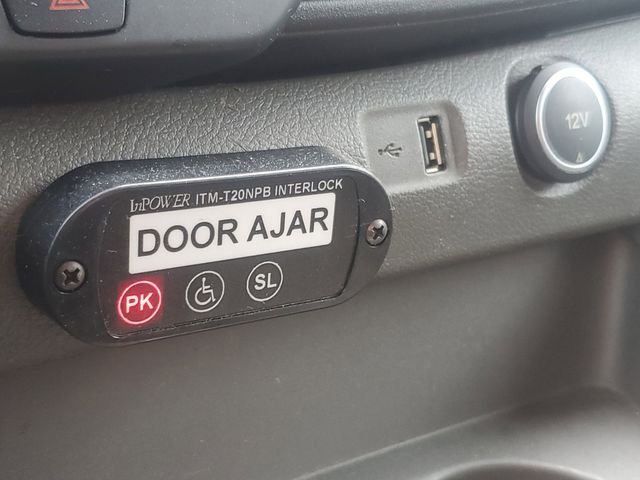 InPOWER ITM-T20NPB INTERLOCK
DOOR AJAR
PK
SL
12V